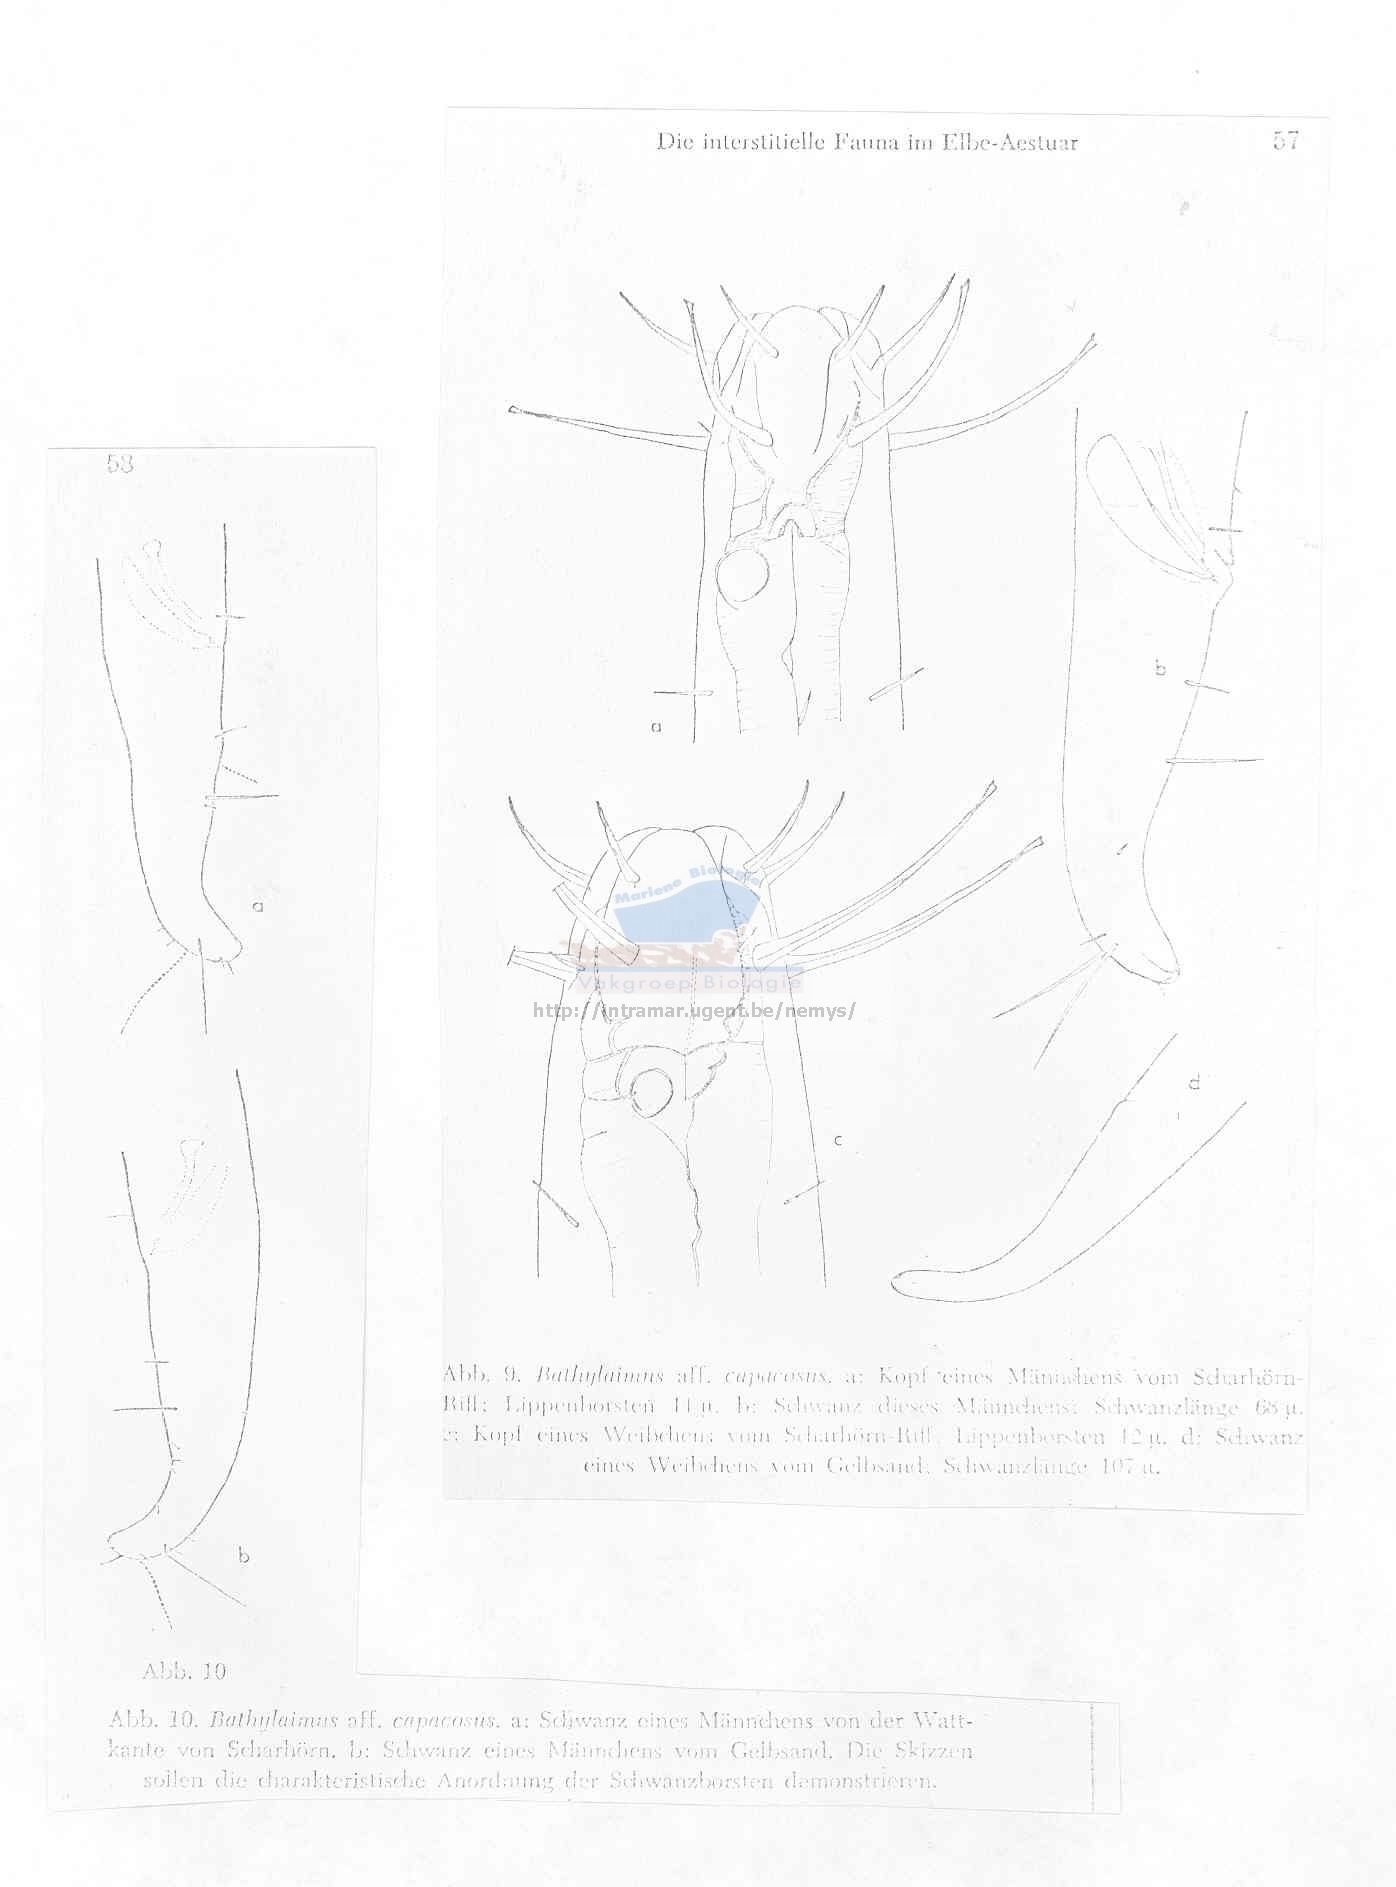 Die interstitielle Fauna im Elbe-Aestuar 57
a
b
c
d
Mariene Biologie
Vakgroep Biologie
http://intramar.ugent.be/nemys/
Abb. 9. Bathylaimus aff. capacosus. a: Kopf eines Männchens vom Scharhörn-
Riff; Lippenborsten 11 µ. b: Schwanz dieses Männchens; Schwanzlänge 68 µ.
c: Kopf eines Weibchens vom Scharhörn-Riff, Lippenborsten 12 µ. d: Schwanz
eines Weibchens vom Gelbsand; Schwanzlänge 107 µ.
58
a
b
Abb. 10
Abb. 10. Bathylaimus aff. capacosus. a: Schwanz eines Männchens von der Watt-
kante von Scharhörn. b: Schwanz eines Männchens vom Gelbsand. Die Skizzen
sollen die charakteristische Anordnung der Schwanzborsten demonstrieren.